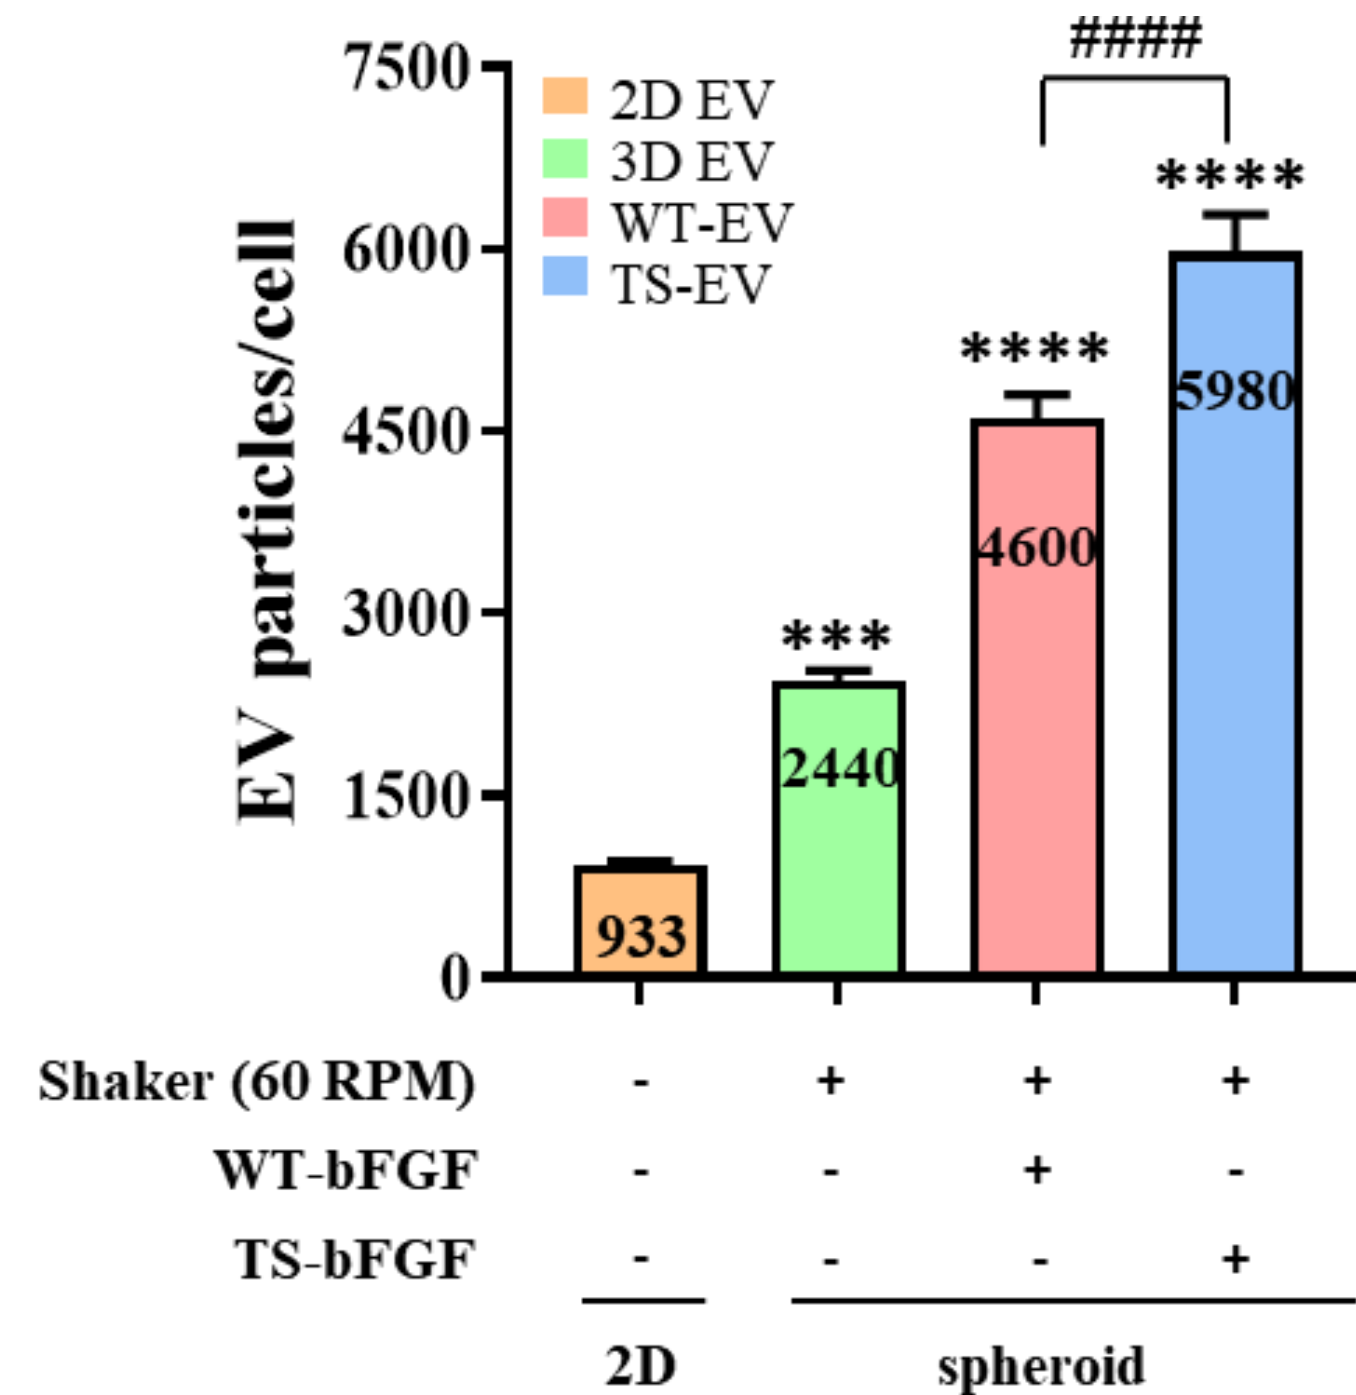 ####
7500
2D EV
3D EV
WT-EV
TS-EV
****
6000
****
5980
4500
4600
3000
***
2440
1500
933
0
EV particles/cell
Shaker (60 RPM) - + + +
WT-bFGF - - + -
TS-bFGF - - - +
2D spheroid